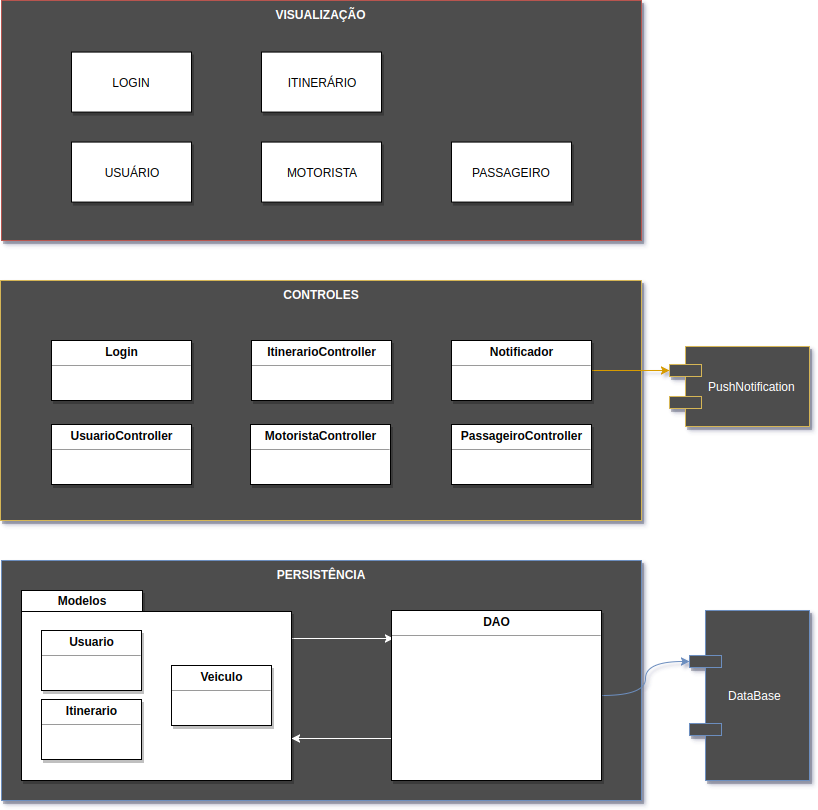 VISUALIZAÇÃO
LOGIN
ITINERÁRIO
USUÁRIO
MOTORISTA
PASSAGEIRO
CONTROLES
Login
ItinerarioController
Notificador
PushNotification
UsuarioController
MotoristaController
PassageiroController
PERSISTÊNCIA
Modelos
Usuario
Veiculo
Itinerario
DAO
DataBase